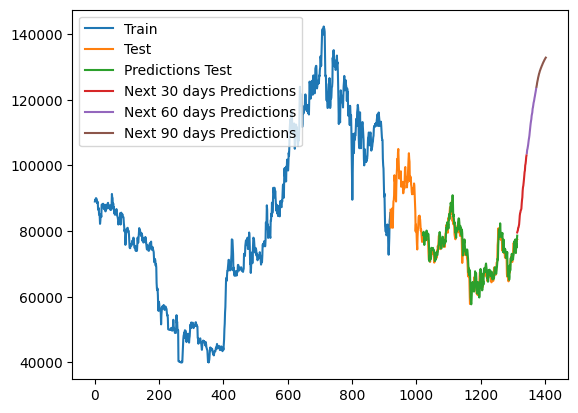 140000
120000
100000
80000
60000
40000
0
200
400
600
800
1000
1200
1400
Train
Test
Predictions Test
Next 30 days Predictions
Next 60 days Predictions
Next 90 days Predictions